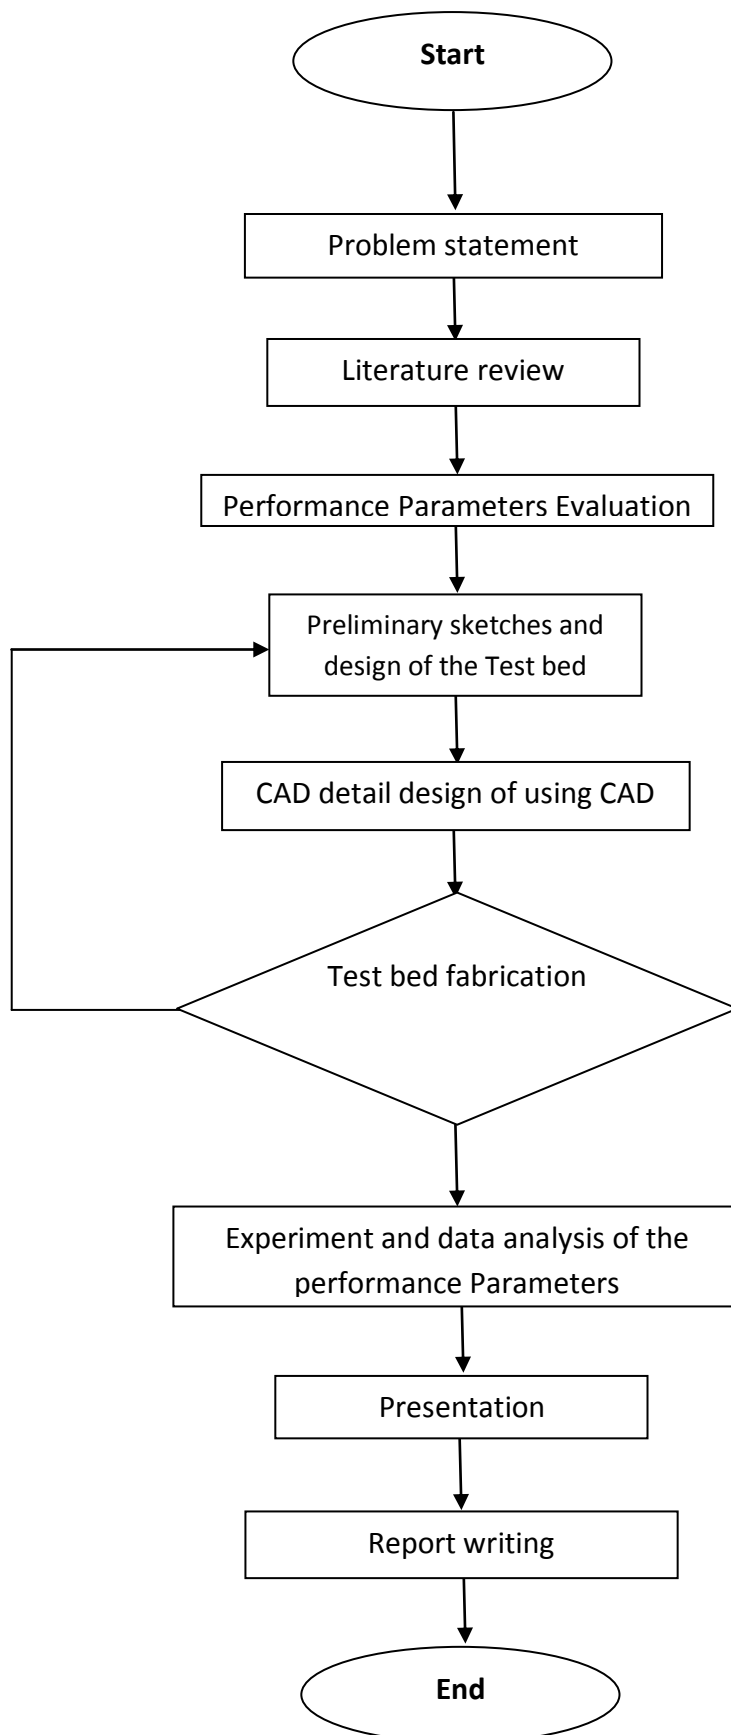 Start
Problem statement
Literature review
Performance Parameters Evaluation
Preliminary sketches and
design of the Test bed
CAD detail design of using CAD
Test bed fabrication
Experiment and data analysis of the
performance Parameters
Presentation
Report writing
End